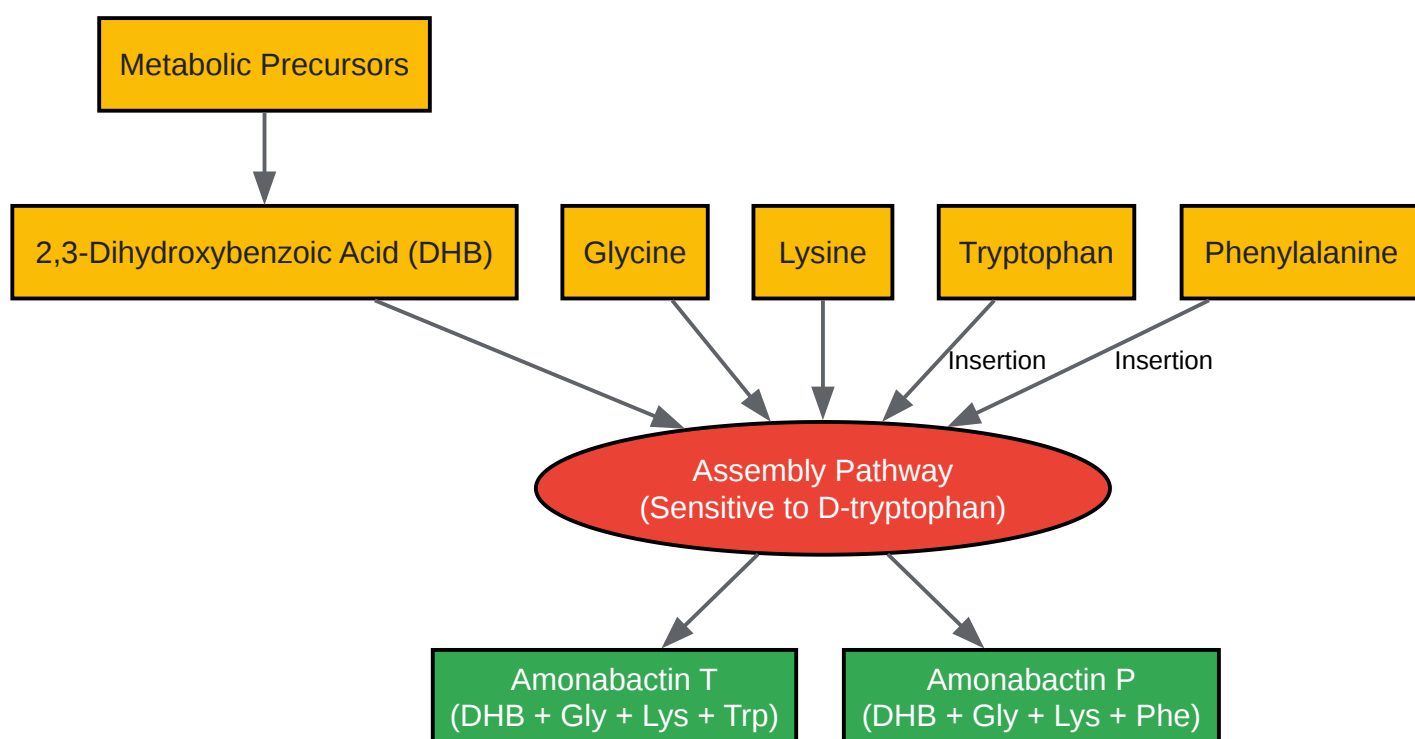 Metabolic Precursors
2,3-Dihydroxybenzoic Acid (DHB)
Glycine
Lysine
Tryptophan
Phenylalanine
Insertion
Insertion
Assembly Pathway
(Sensitive to D-tryptophan)
Amonabactin T
(DHB + Gly + Lys + Trp)
Amonabactin P
(DHB + Gly + Lys + Phe)